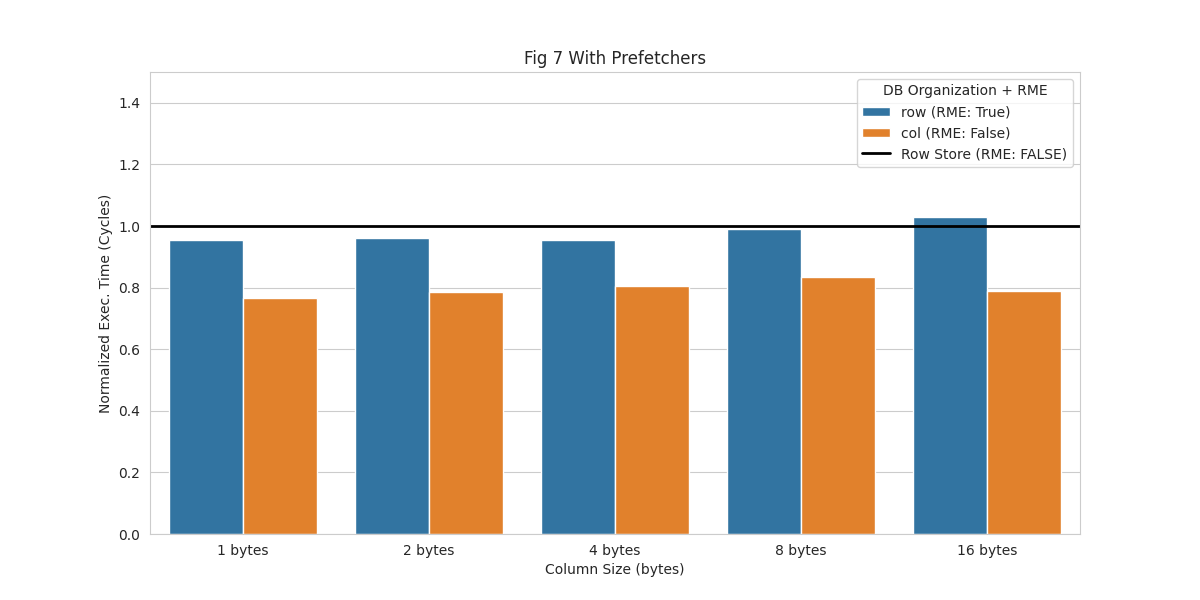 Fig 7 With Prefetchers
DB Organization + RME
row (RME: True)
col (RME: False)
Row Store (RME: FALSE)
Normalized Exec. Time (Cycles)
1.4
1.2
1.0
0.8
0.6
0.4
0.2
0.0
1 bytes
2 bytes
4 bytes
8 bytes
16 bytes
Column Size (bytes)